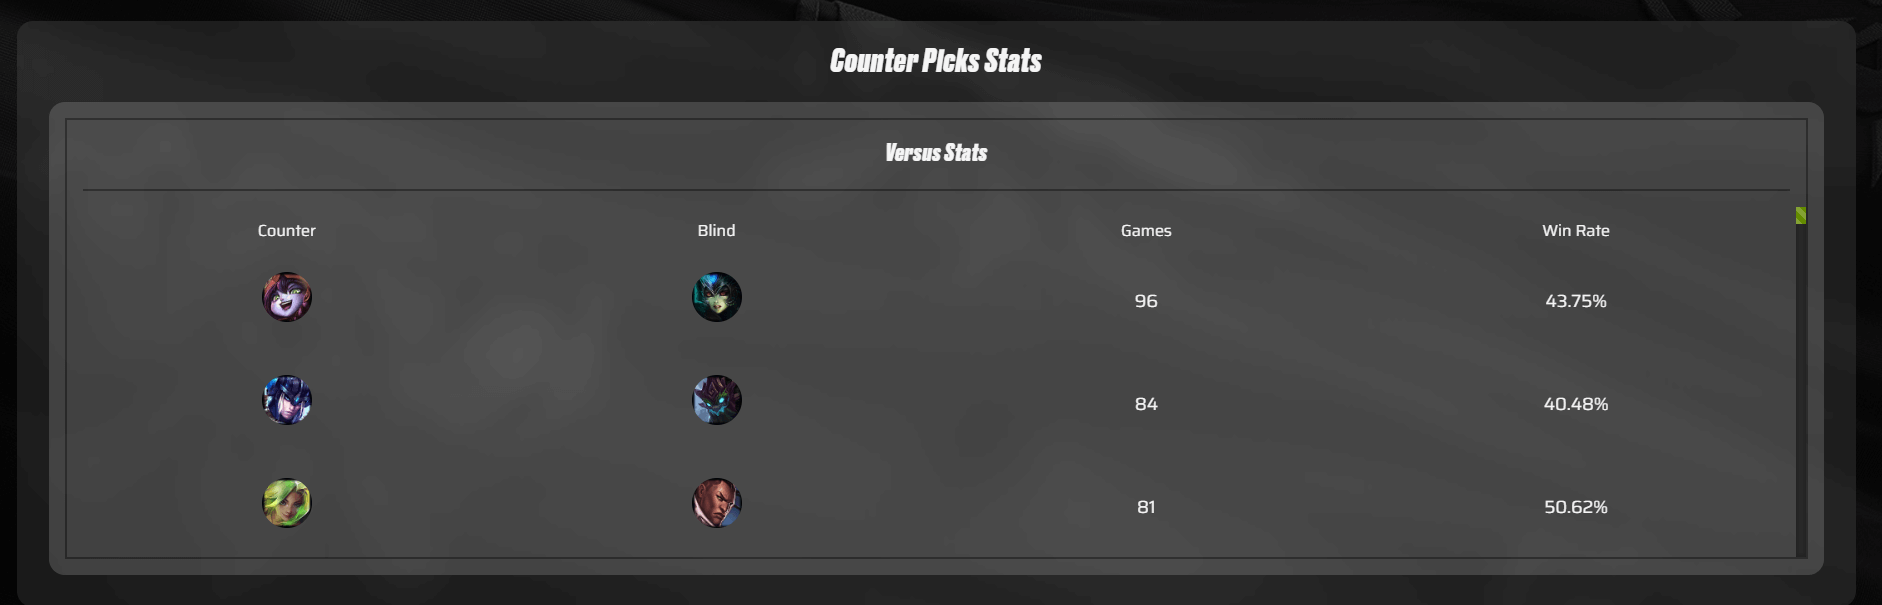 Counter Picks Stats
Versus Stats
Counter Blind Games Win Rate
96 43.75%
84 40.48%
81 50.62%